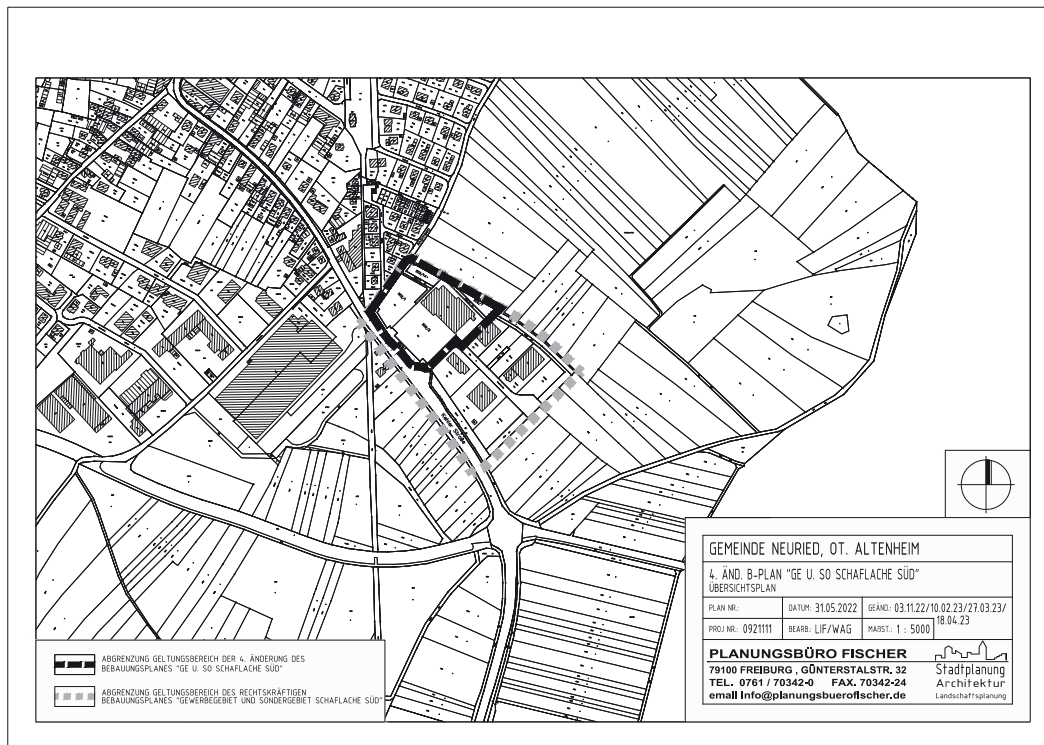 GEMEINDE NEURIED, OT. ALTENHEIM
4. ÄND. B-PLAN "GE U. SO SCHAFLACHE SÜD"
ÜBERSICHTSPLAN
PLAN NR.:
DATUM: 31.05.2022
GEÄND.: 03.11.22/10.02.23/27.03.23/
18.04.23
PROJ NR.: 0921111
BEARB.: LIF/WAG
MAßST.: 1 : 5000
PLANUNGSBÜRO FISCHER
79100 FREIBURG , GÜNTERSTALSTR. 32
TEL. 0761 / 70342-0 FAX. 70342-24
email Info@planungsbuerofischer.de
Stadtplanung
Architektur
Landschaftsplanung
ABGRENZUNG GELTUNGSBEREICH DER 4. ÄNDERUNG DES
BEBAUUNGSPLANES "GE U. SO SCHAFLACHE SÜD"
ABGRENZUNG GELTUNGSBEREICH DES RECHTSKRÄFTIGEN
BEBAUUNGSPLANES "GEWERBEGEBIET UND SONDERGEBIET SCHAFLACHE SÜD"